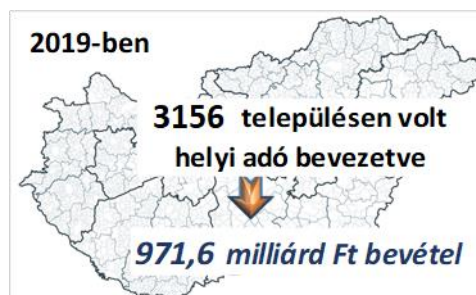 2019-ben
3156 településen volt
helyi adó bevezetve
971,6 milliárd Ft bevétel